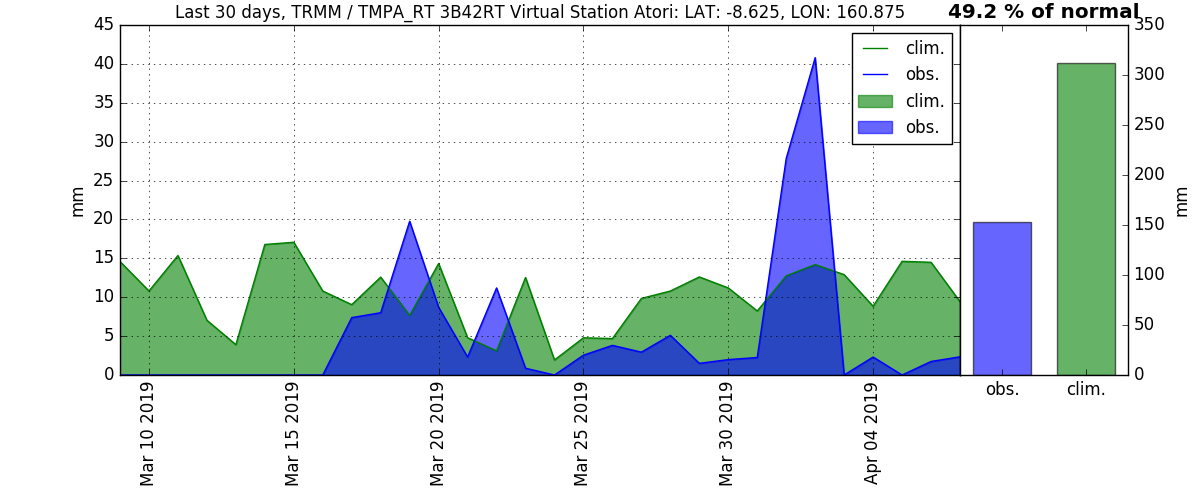 Last 30 days, TRMM / TMPA_RT 3B42RT Virtual Station Atori: LAT: -8.625, LON: 160.875
49.2 % of normal
45
40
35
30
25
20
15
10
5
0
mm
clim.
obs.
clim.
obs.
Mar 10 2019
Mar 15 2019
Mar 20 2019
Mar 25 2019
Mar 30 2019
Apr 04 2019
350
300
250
200
150
100
50
0
mm
obs.
clim.